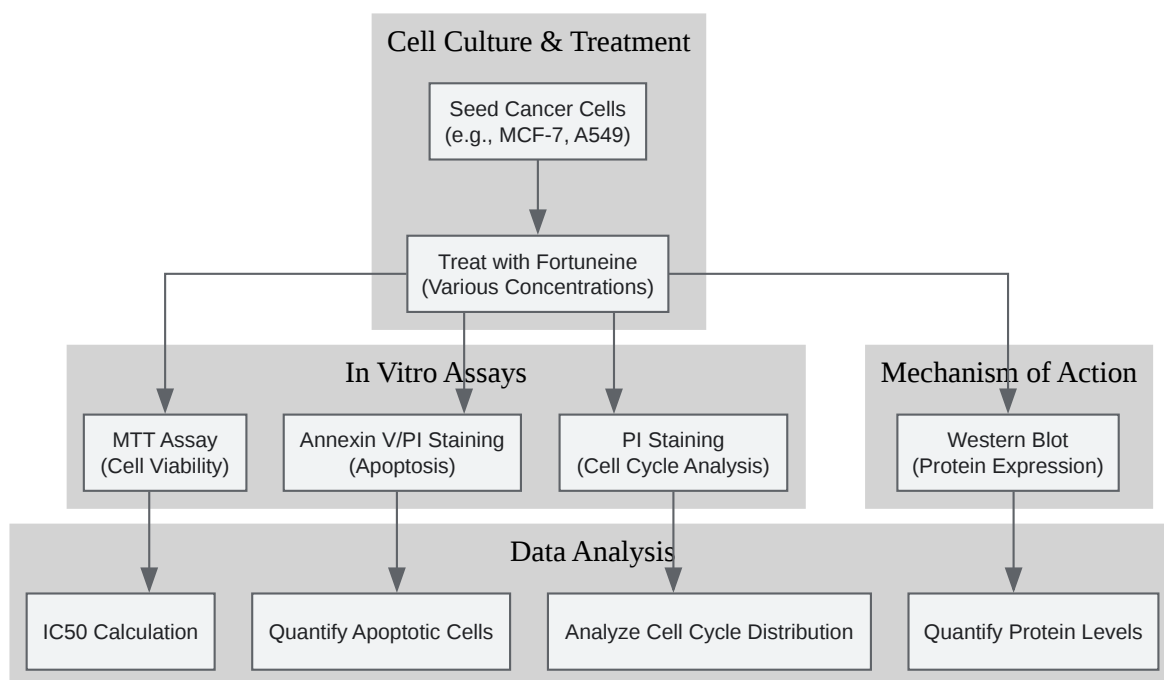 Cell Culture & Treatment
Seed Cancer Cells
(e.g., MCF-7, A549)
Treat with Fortuneine
(Various Concentrations)
In Vitro Assays
Mechanism of Action
MTT Assay
(Cell Viability)
Annexin V/PI Staining
(Apoptosis)
PI Staining
(Cell Cycle Analysis)
Western Blot
(Protein Expression)
Data Analysis
IC50 Calculation
Quantify Apoptotic Cells
Analyze Cell Cycle Distribution
Quantify Protein Levels